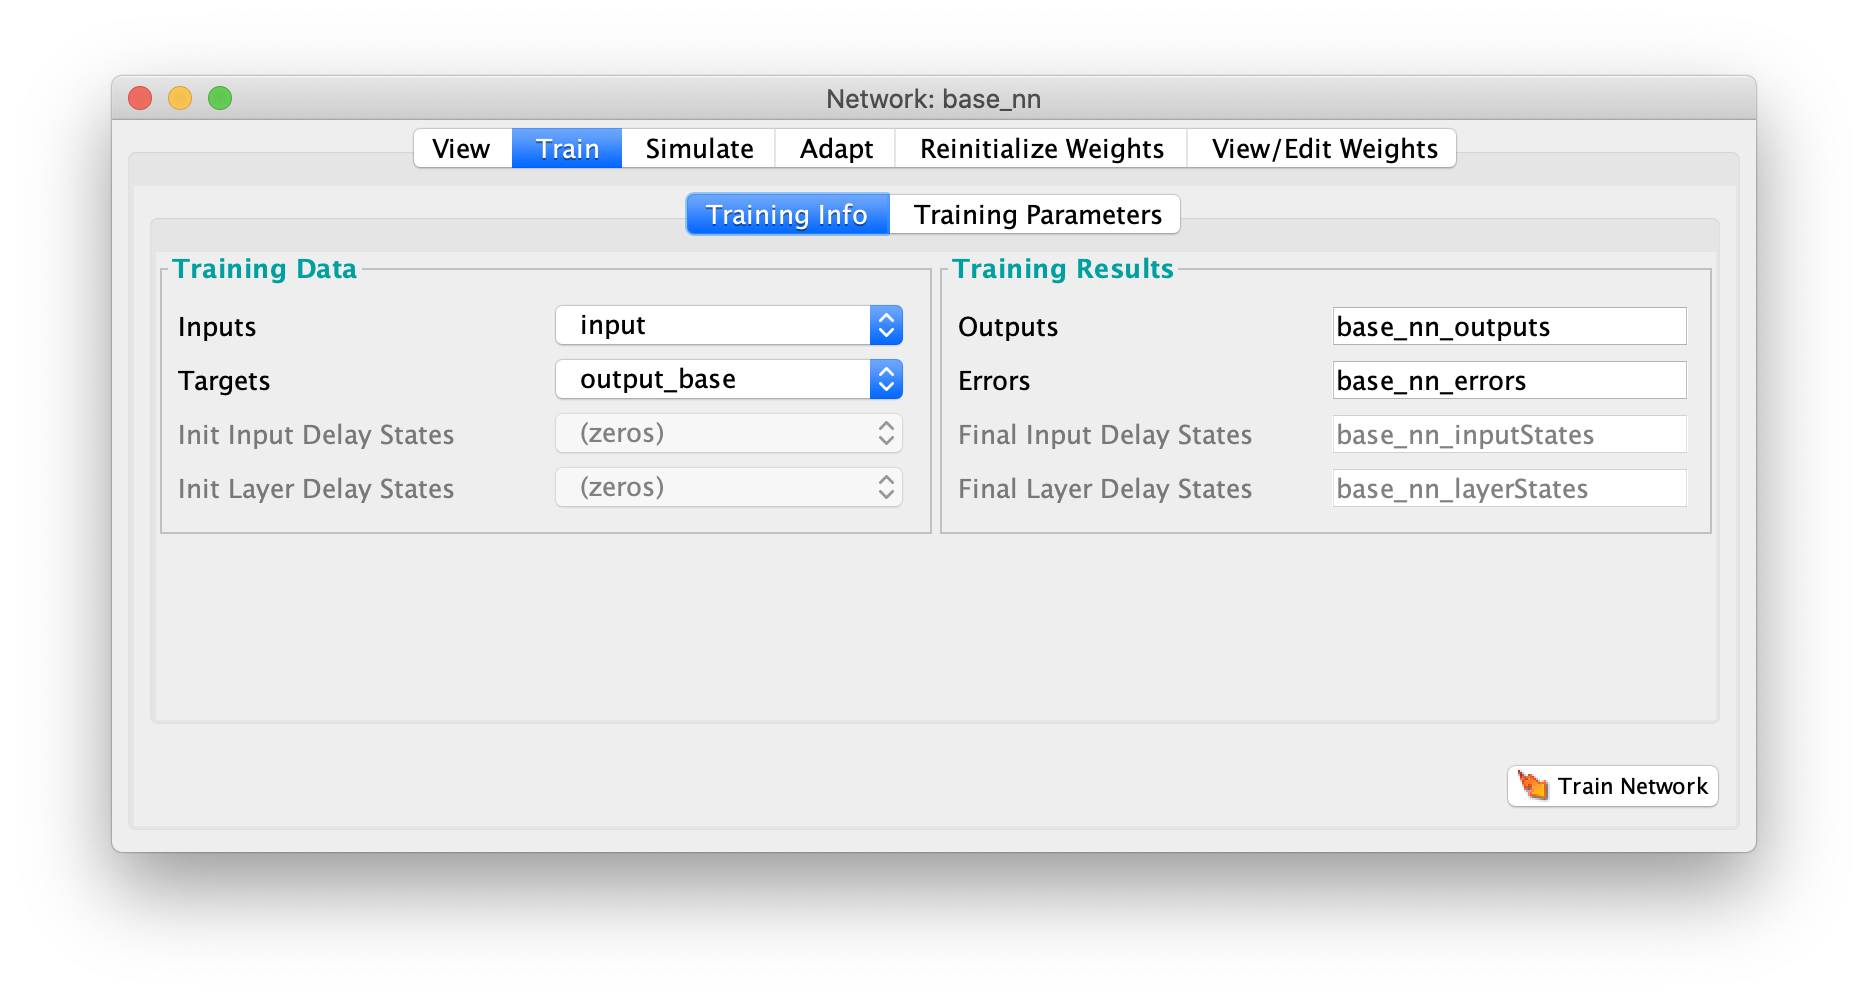 Network: base_nn
View Train Simulate Adapt Reinitialize Weights View/Edit Weights
Training Info Training Parameters
Training Data
Inputs input
Targets output_base
Init Input Delay States (zeros)
Init Layer Delay States (zeros)
Training Results
Outputs base_nn_outputs
Errors base_nn_errors
Final Input Delay States base_nn_inputStates
Final Layer Delay States base_nn_layerStates
Train Network